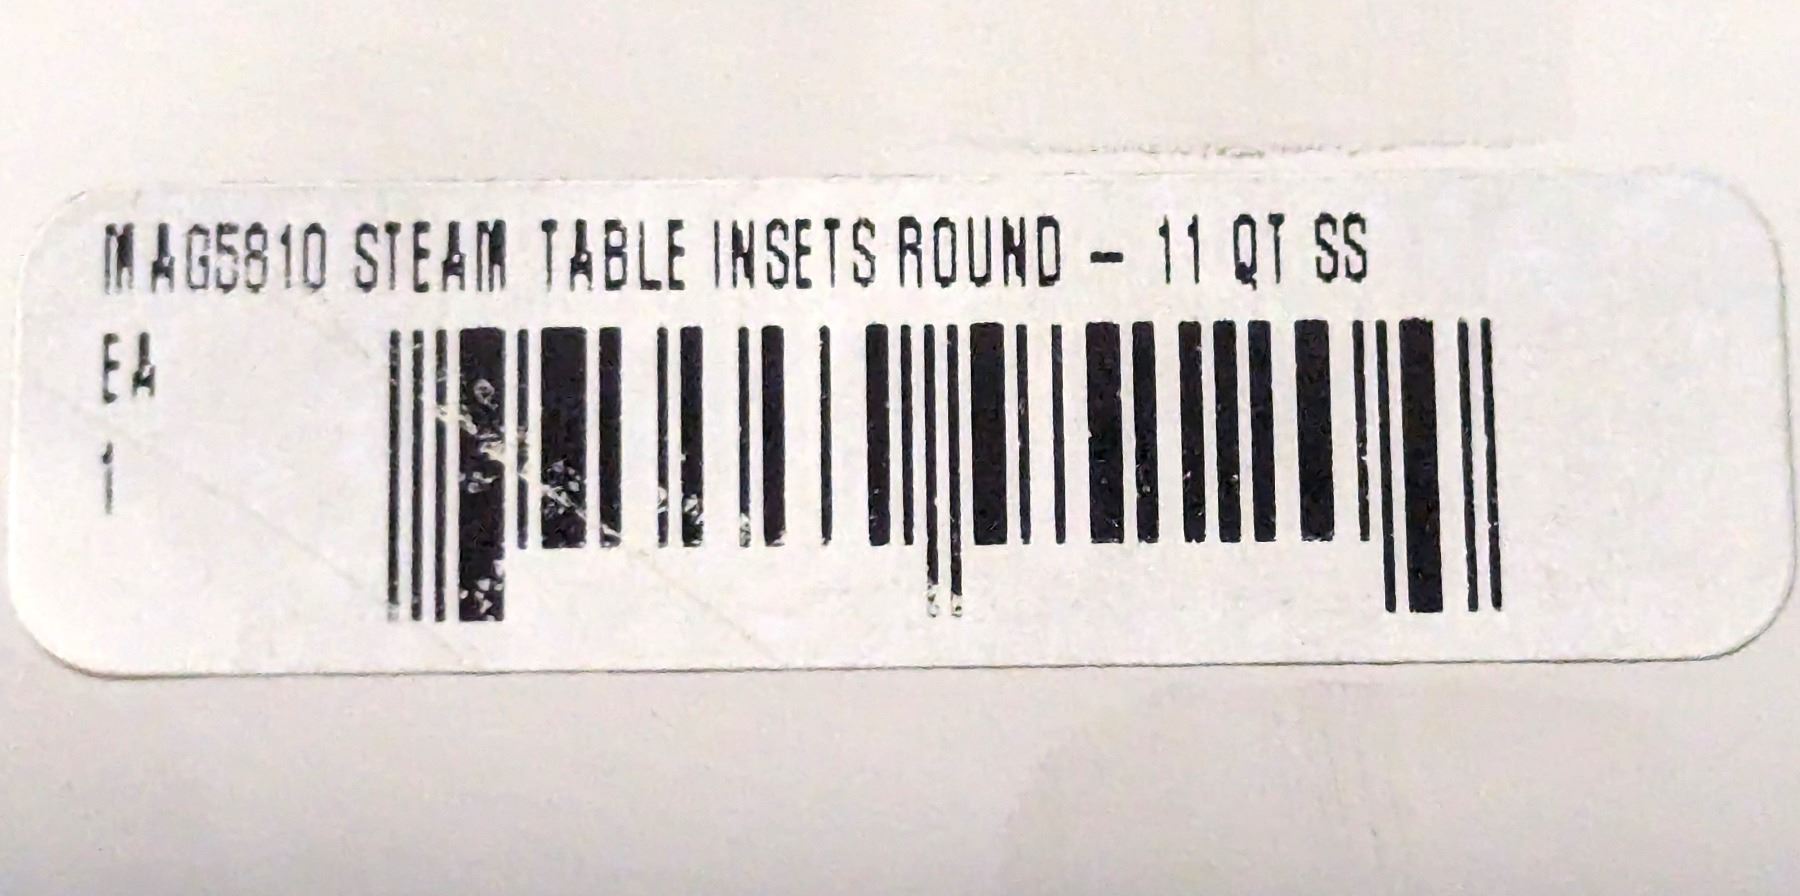 MAG5810 STEAM TABLE INSETS ROUND - 11 QT SS
EA
1